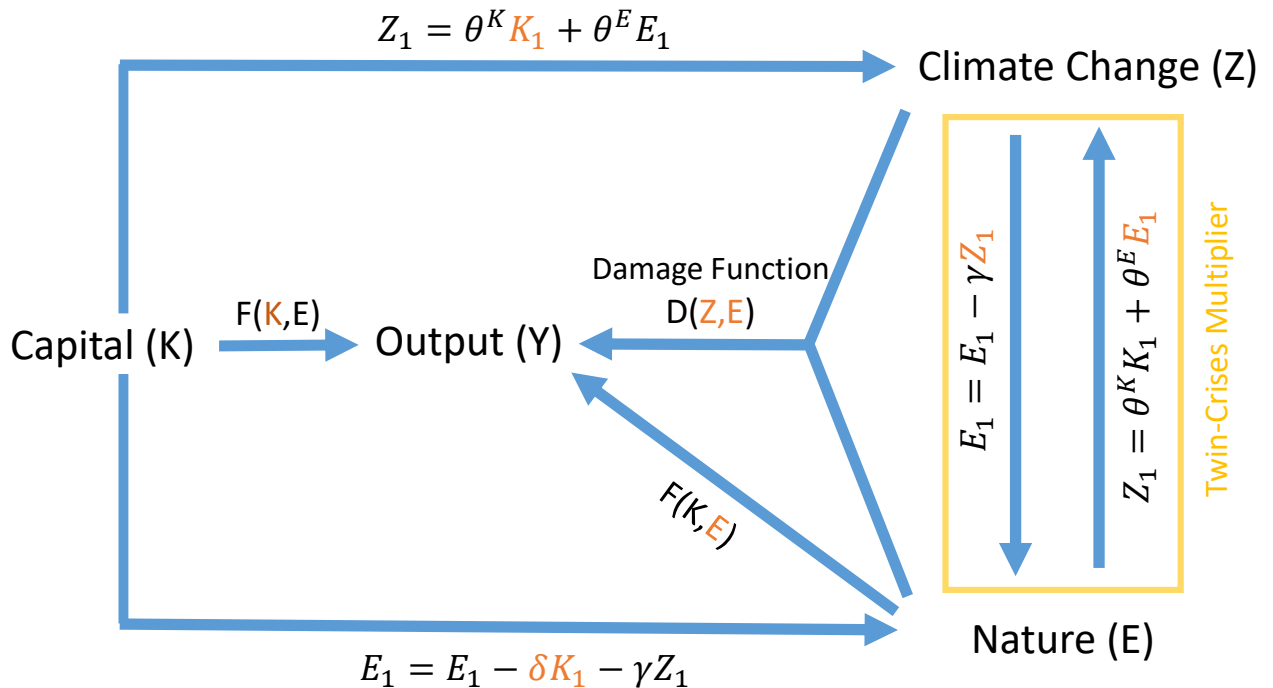 Z₁ = θᴷK₁ + θᴱE₁
Climate Change (Z)
Damage Function
D(Z,E)
F(K,E)
Capital (K)
Output (Y)
E₁ = E₁ − γZ₁
Z₁ = θᴷK₁ + θᴱE₁
Twin-Crises Multiplier
F(K,E)
Nature (E)
E₁ = E₁ − δK₁ − γZ₁